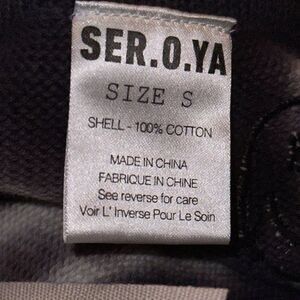 SER.O.YA
SIZE S
SHELL - 100% COTTON
MADE IN CHINA
FABRIQUE IN CHINE
See reverse for care
Voir L' Inverse Pour Le Soin